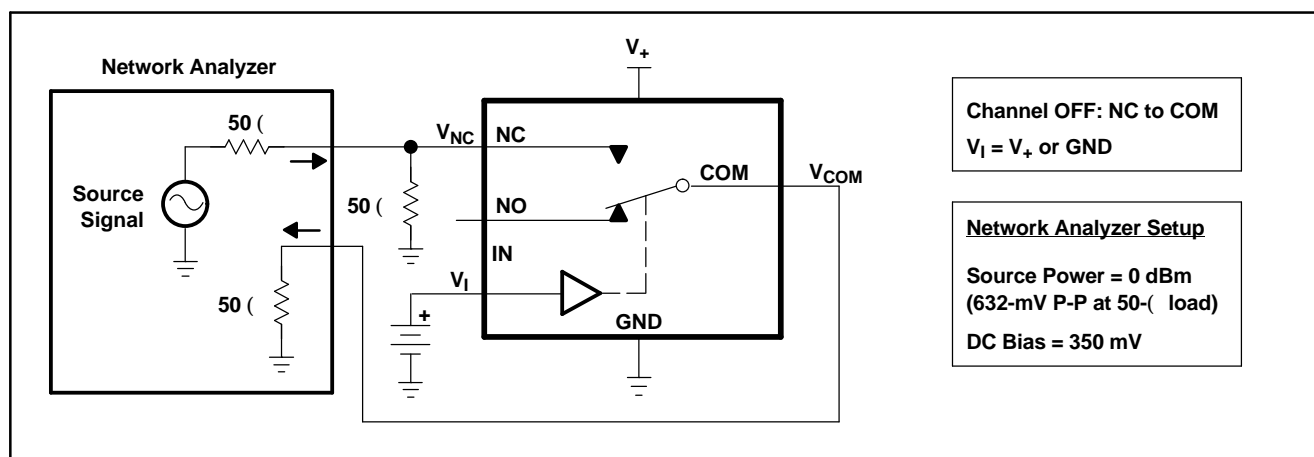 Network Analyzer
50 (
Source
Signal
50 (
50 (
V+
VNC
NC
NO
IN
VI
+
GND
COM
VCOM
Channel OFF: NC to COM
VI = V+ or GND
Network Analyzer Setup
Source Power = 0 dBm
(632-mV P-P at 50-( load)
DC Bias = 350 mV